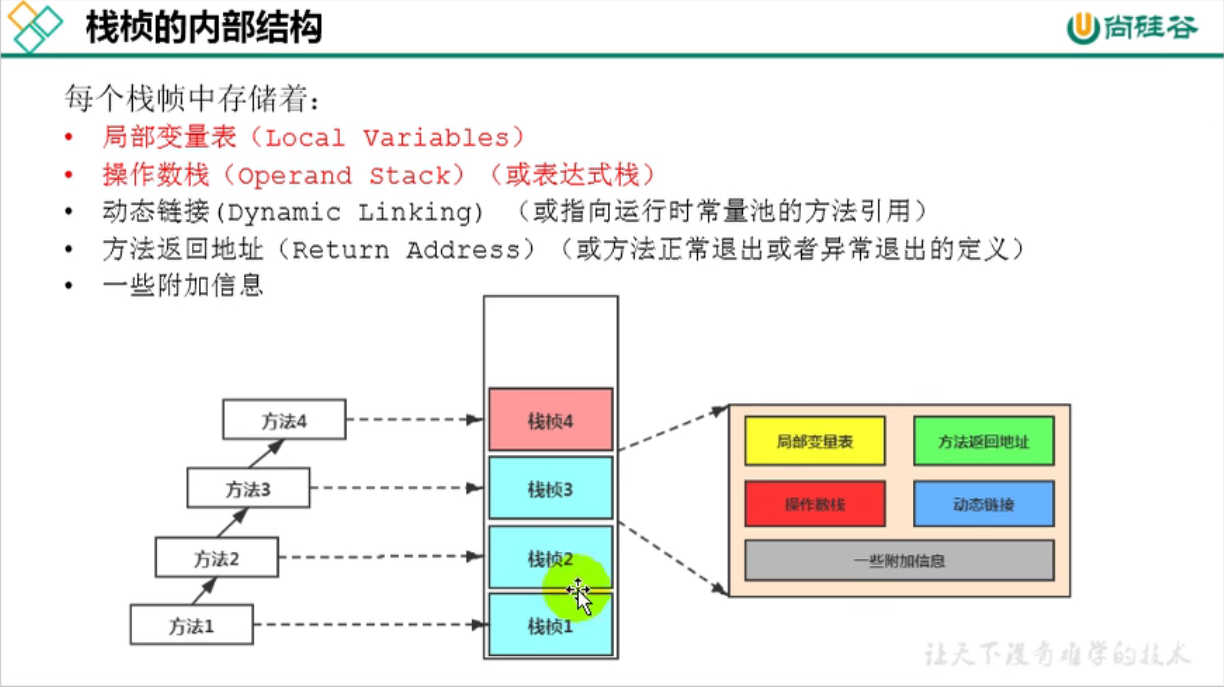 栈桢的内部结构
尚硅谷
每个栈帧中存储着：
• 局部变量表（Local Variables）
• 操作数栈（Operand Stack）（或表达式栈）
• 动态链接(Dynamic Linking) （或指向运行时常量池的方法引用）
• 方法返回地址（Return Address）（或方法正常退出或者异常退出的定义）
• 一些附加信息
方法4
栈桢4
方法3
栈桢3
方法2
栈桢2
方法1
栈桢1
局部变量表
方法返回地址
操作数栈
动态链接
一些附加信息
让天下没有难学的技术